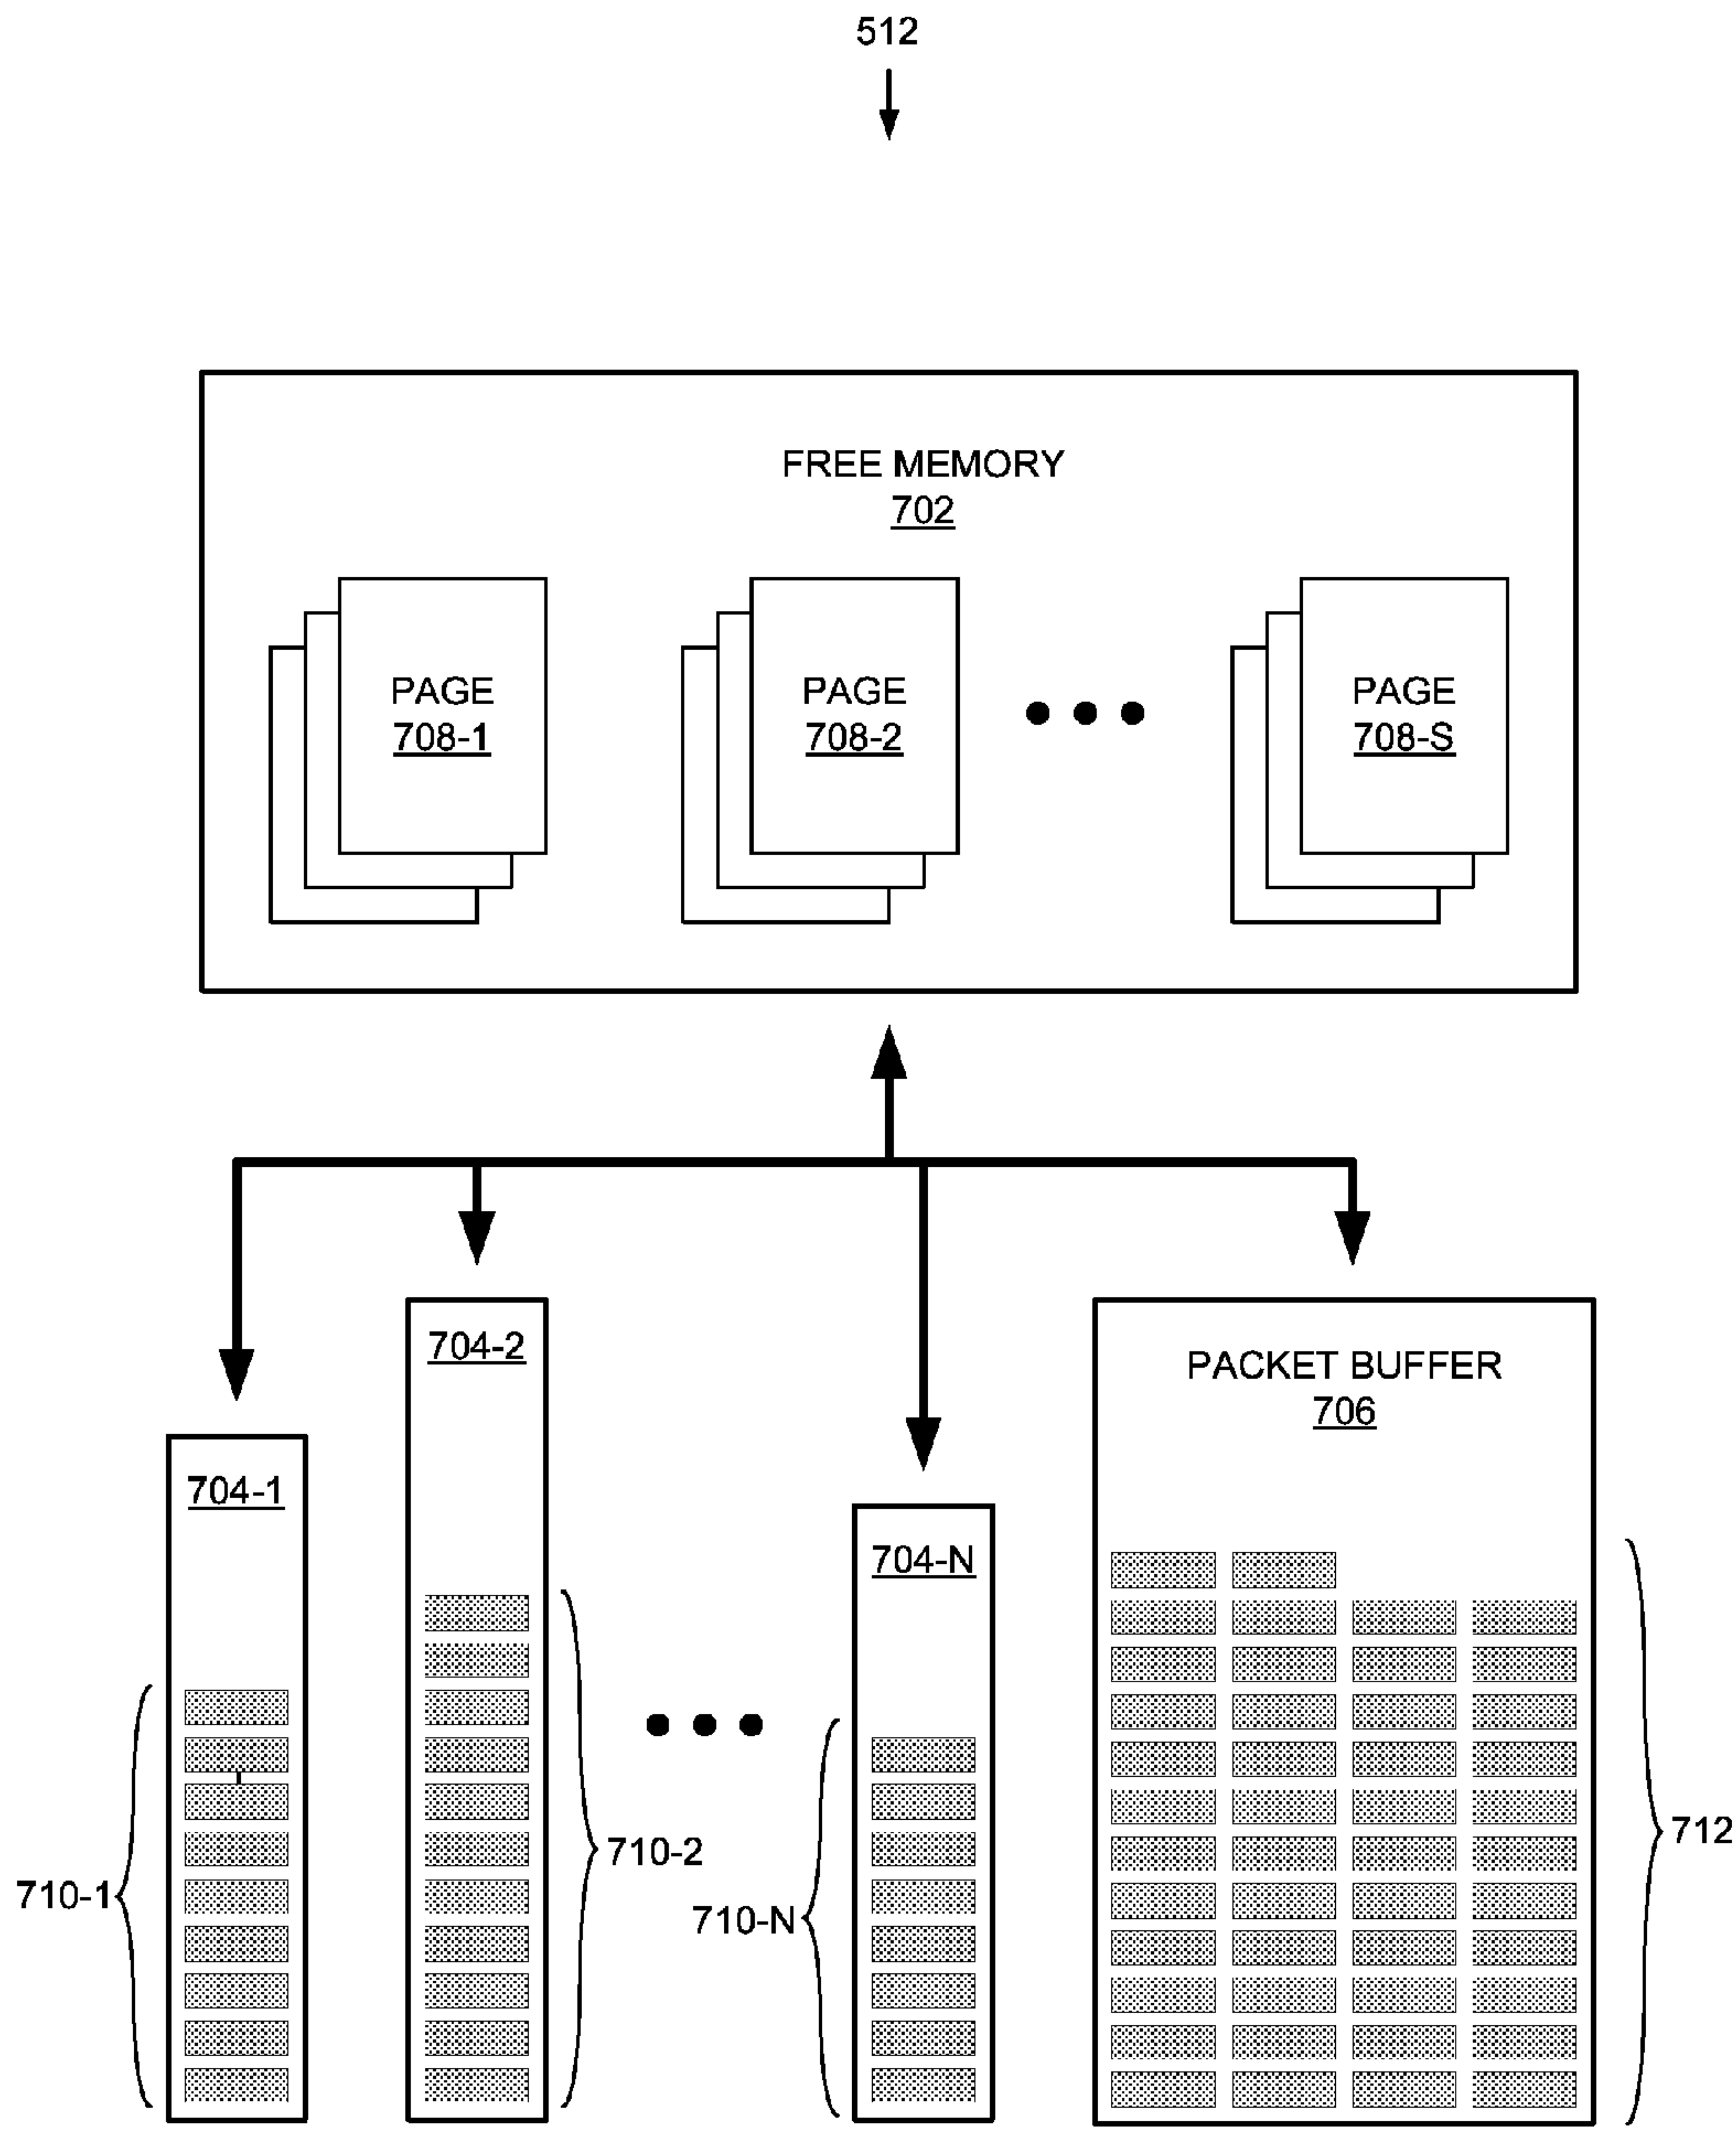 512
FREE MEMORY
702
PAGE
708-1
PAGE
708-2
PAGE
708-S
704-1
704-2
704-N
PACKET BUFFER
706
710-1
710-2
710-N
712